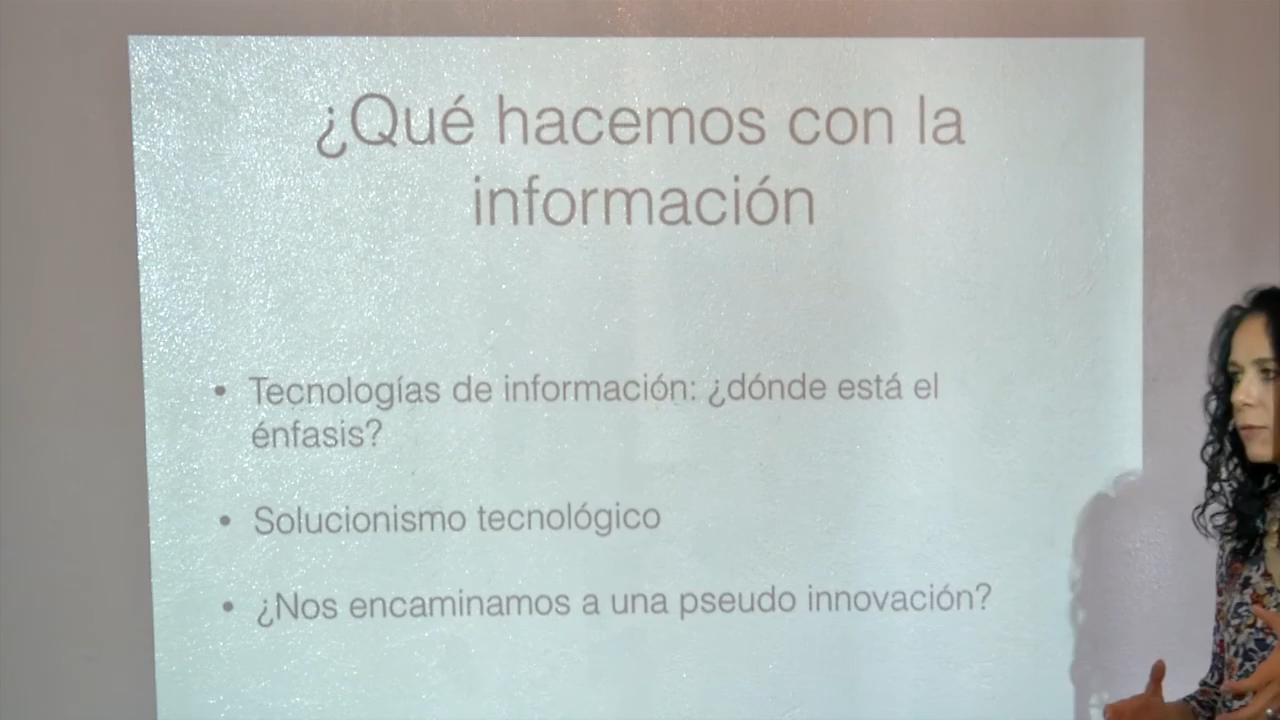 ¿Qué hacemos con la
información
• Tecnologías de información: ¿dónde está el
énfasis?
• Solucionismo tecnológico
• ¿Nos encaminamos a una pseudo innovación?